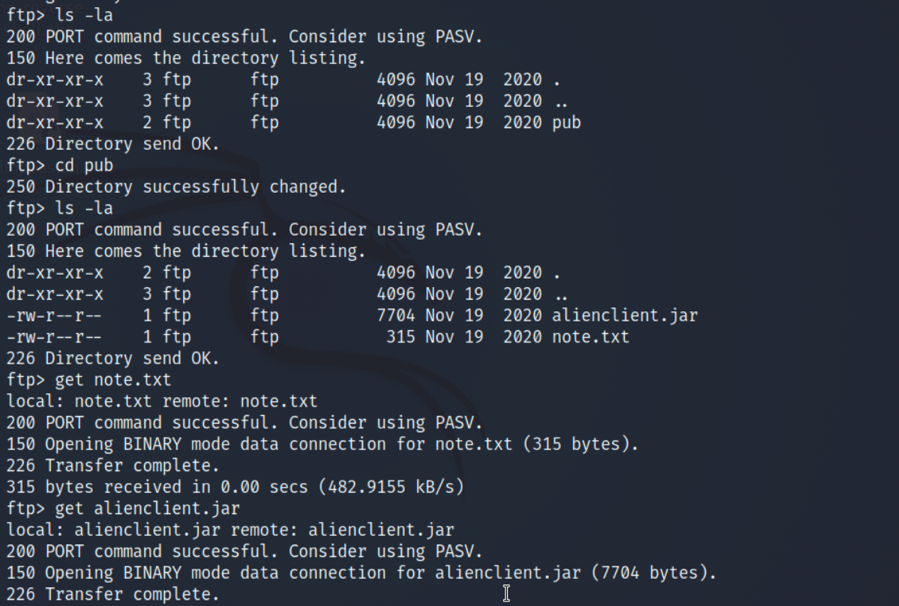 ftp> ls -la
200 PORT command successful. Consider using PASV.
150 Here comes the directory listing.
dr-xr-xr-x    3 ftp      ftp          4096 Nov 19  2020 .
dr-xr-xr-x    3 ftp      ftp          4096 Nov 19  2020 ..
dr-xr-xr-x    2 ftp      ftp          4096 Nov 19  2020 pub
226 Directory send OK.
ftp> cd pub
250 Directory successfully changed.
ftp> ls -la
200 PORT command successful. Consider using PASV.
150 Here comes the directory listing.
dr-xr-xr-x    2 ftp      ftp          4096 Nov 19  2020 .
dr-xr-xr-x    3 ftp      ftp          4096 Nov 19  2020 ..
-rw-r--r--    1 ftp      ftp          7704 Nov 19  2020 alienclient.jar
-rw-r--r--    1 ftp      ftp           315 Nov 19  2020 note.txt
226 Directory send OK.
ftp> get note.txt
local: note.txt remote: note.txt
200 PORT command successful. Consider using PASV.
150 Opening BINARY mode data connection for note.txt (315 bytes).
226 Transfer complete.
315 bytes received in 0.00 secs (482.9155 kB/s)
ftp> get alienclient.jar
local: alienclient.jar remote: alienclient.jar
200 PORT command successful. Consider using PASV.
150 Opening BINARY mode data connection for alienclient.jar (7704 bytes).
226 Transfer complete.